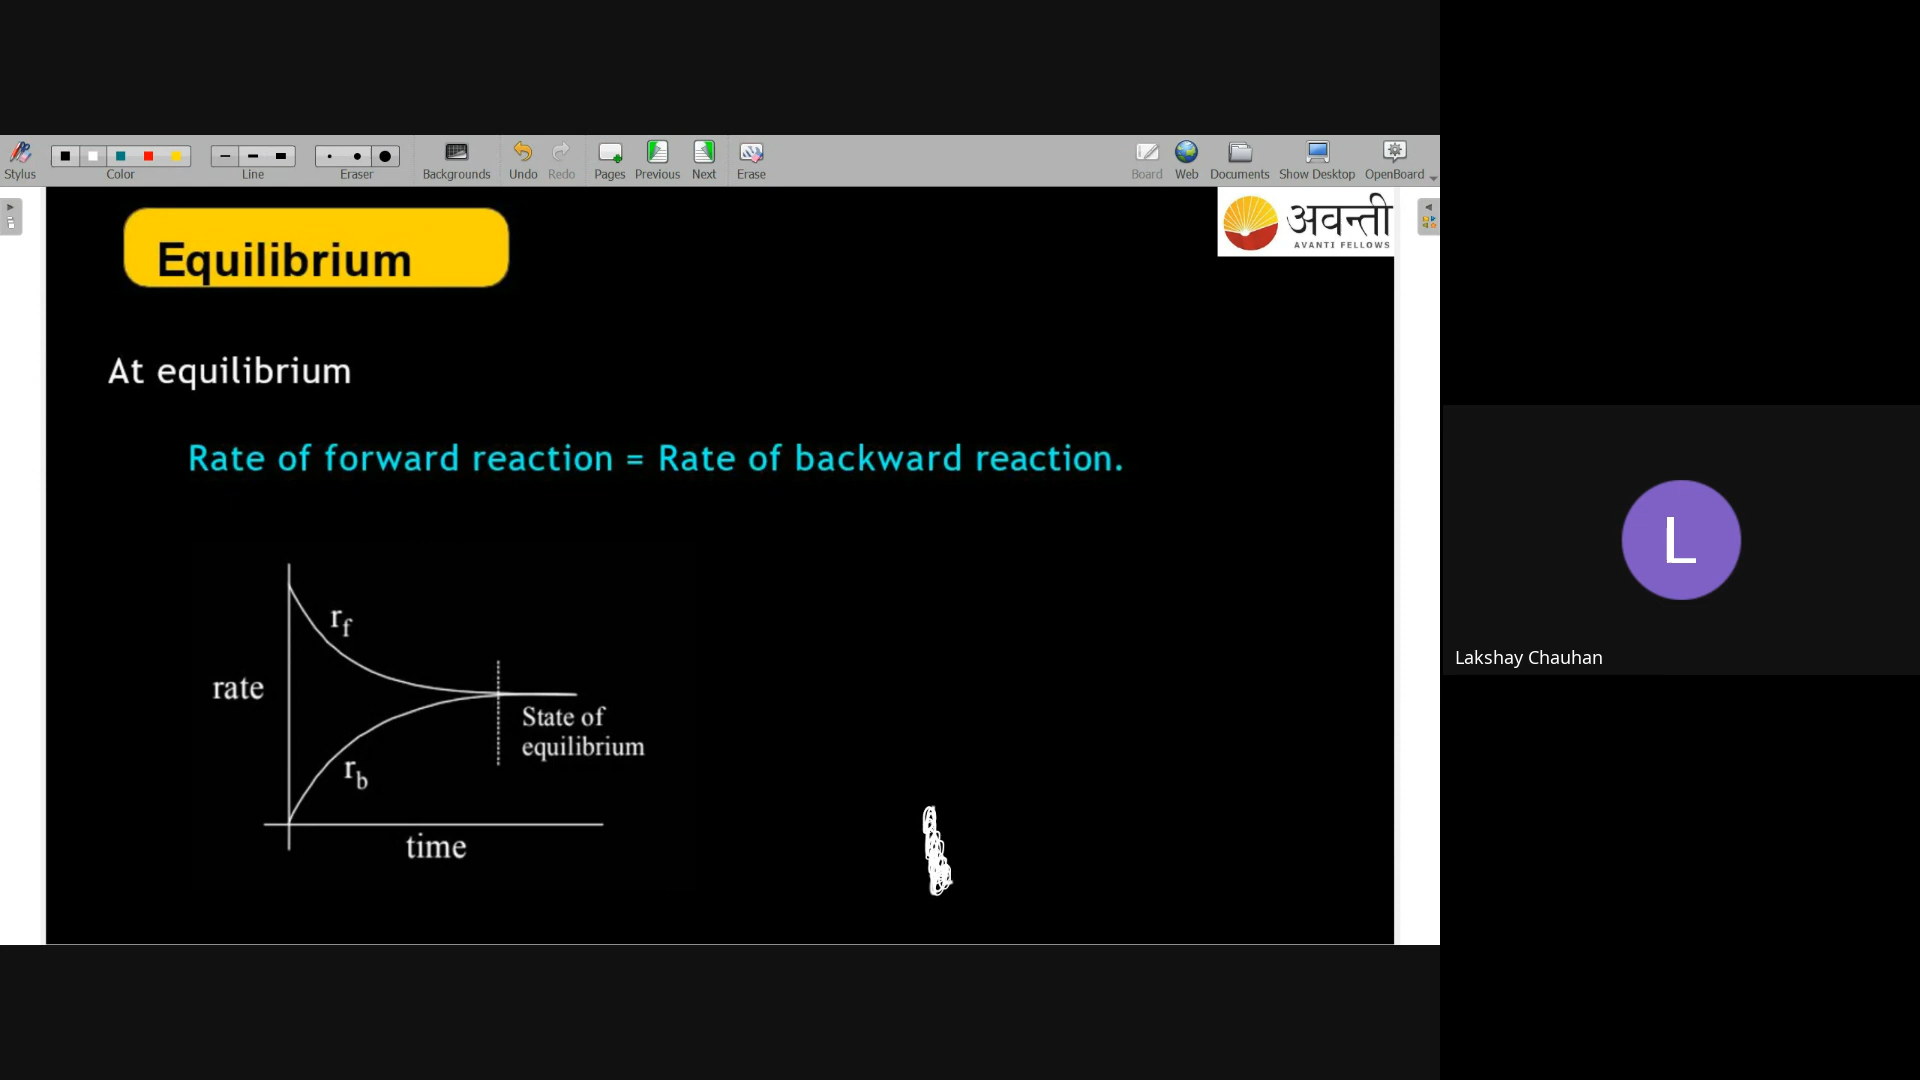 Stylus Color Line Eraser Backgrounds Undo Redo Pages Previous Next Erase Board Web Documents Show Desktop OpenBoard
Equilibrium
अवन्ती
AVANTI FELLOWS
At equilibrium
Rate of forward reaction = Rate of backward reaction.
rf
rate
State of
equilibrium
rb
time
L
Lakshay Chauhan